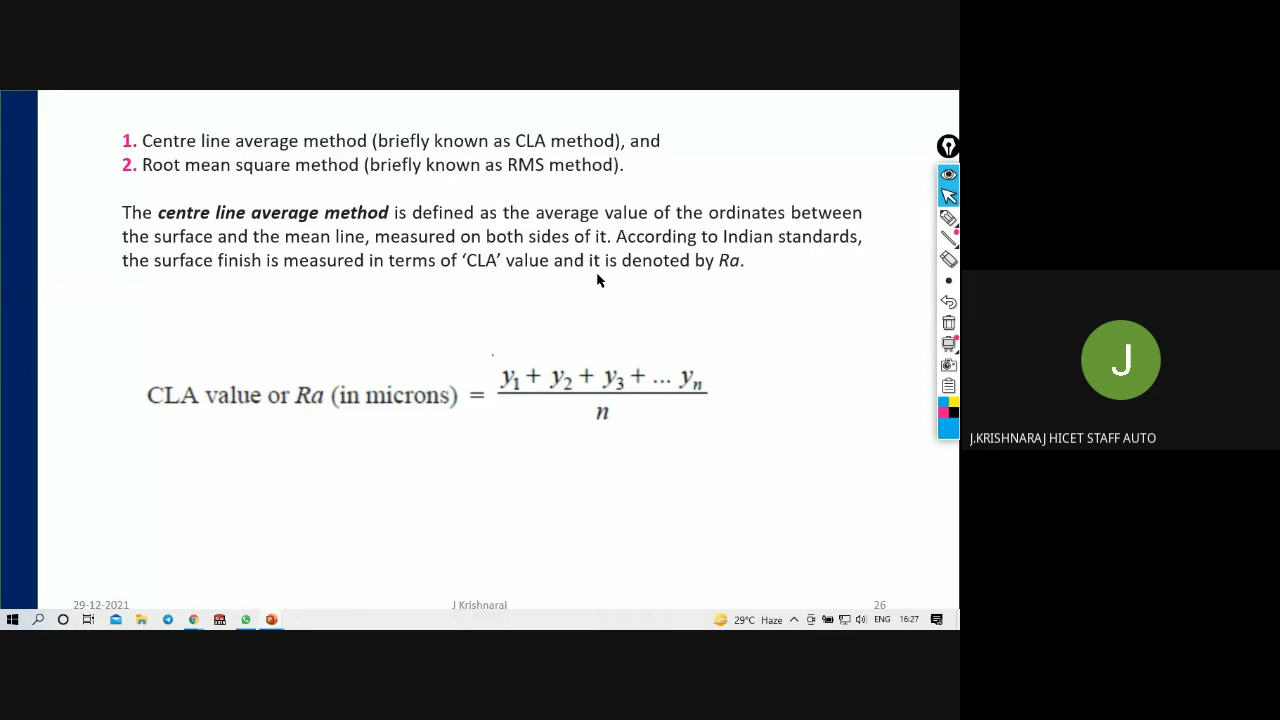 1. Centre line average method (briefly known as CLA method), and
2. Root mean square method (briefly known as RMS method).
The centre line average method is defined as the average value of the ordinates between
the surface and the mean line, measured on both sides of it. According to Indian standards,
the surface finish is measured in terms of ‘CLA’ value and it is denoted by Ra.
CLA value or Ra (in microns) = (y₁ + y₂ + y₃ + ... yₙ) / n
29-12-2021 J Krishnaraj 26
29°C Haze ENG 16:27
J
J.KRISHNARAJ HICET STAFF AUTO